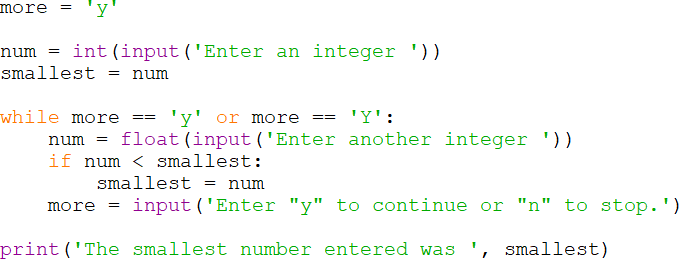 more = 'y'
num = int(input('Enter an integer '))
smallest = num
while more == 'y' or more == 'Y':
    num = float(input('Enter another integer '))
    if num < smallest:
        smallest = num
    more = input('Enter "y" to continue or "n" to stop.')
print('The smallest number entered was ', smallest)